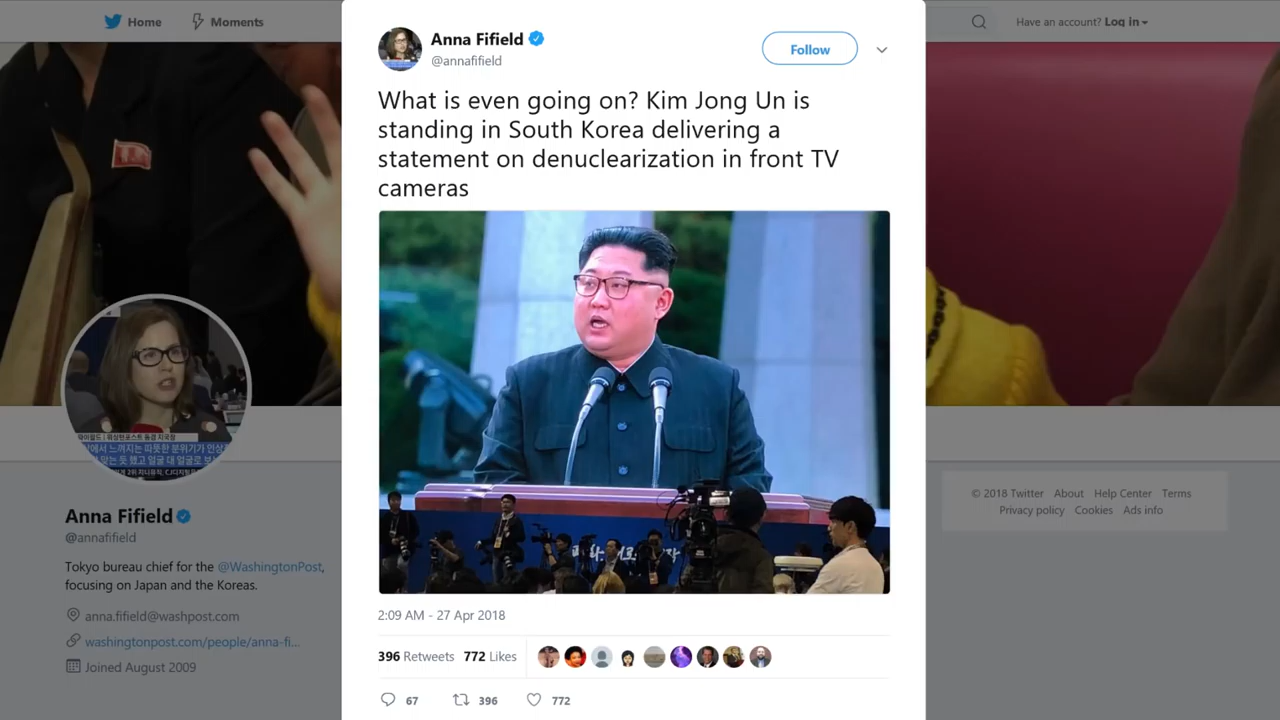 Home
Moments
Have an account? Log in
Anna Fifield
@annafifield
Follow
What is even going on? Kim Jong Un is
standing in South Korea delivering a
statement on denuclearization in front TV
cameras
2:09 AM - 27 Apr 2018
396 Retweets 772 Likes
67 396 772
Anna Fifield
@annafifield
Tokyo bureau chief for the @WashingtonPost,
focusing on Japan and the Koreas.
anna.fifield@washpost.com
washingtonpost.com/people/anna-fi...
Joined August 2009
© 2018 Twitter About Help Center Terms
Privacy policy Cookies Ads info